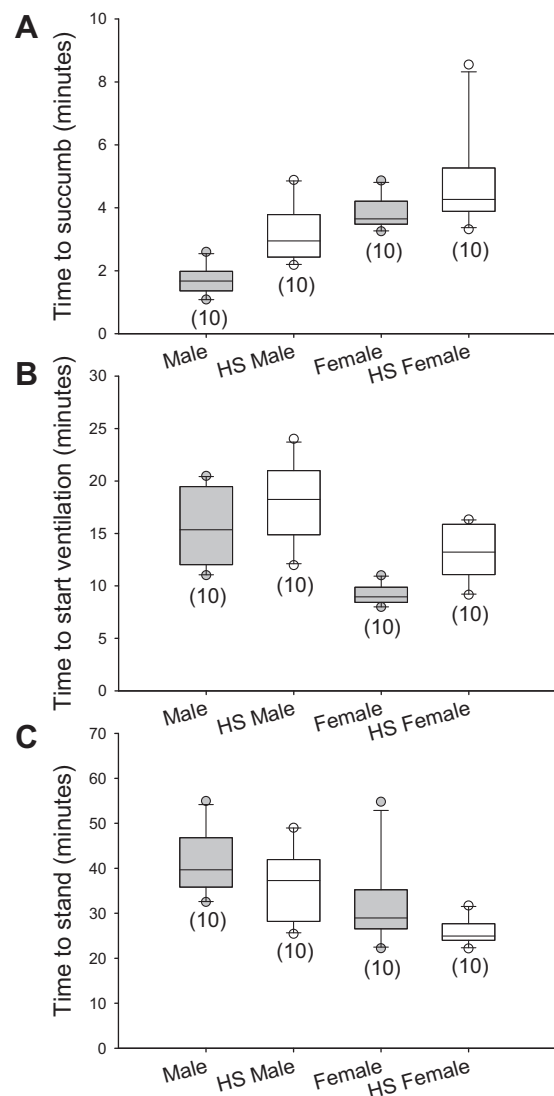 A
Time to succumb (minutes)
10
8
6
4
2
0
(10)
(10)
(10)
(10)
Male
HS Male
Female
HS Female
B
Time to start ventilation (minutes)
30
25
20
15
10
5
0
(10)
(10)
(10)
(10)
Male
HS Male
Female
HS Female
C
Time to stand (minutes)
70
60
50
40
30
20
10
0
(10)
(10)
(10)
(10)
Male
HS Male
Female
HS Female